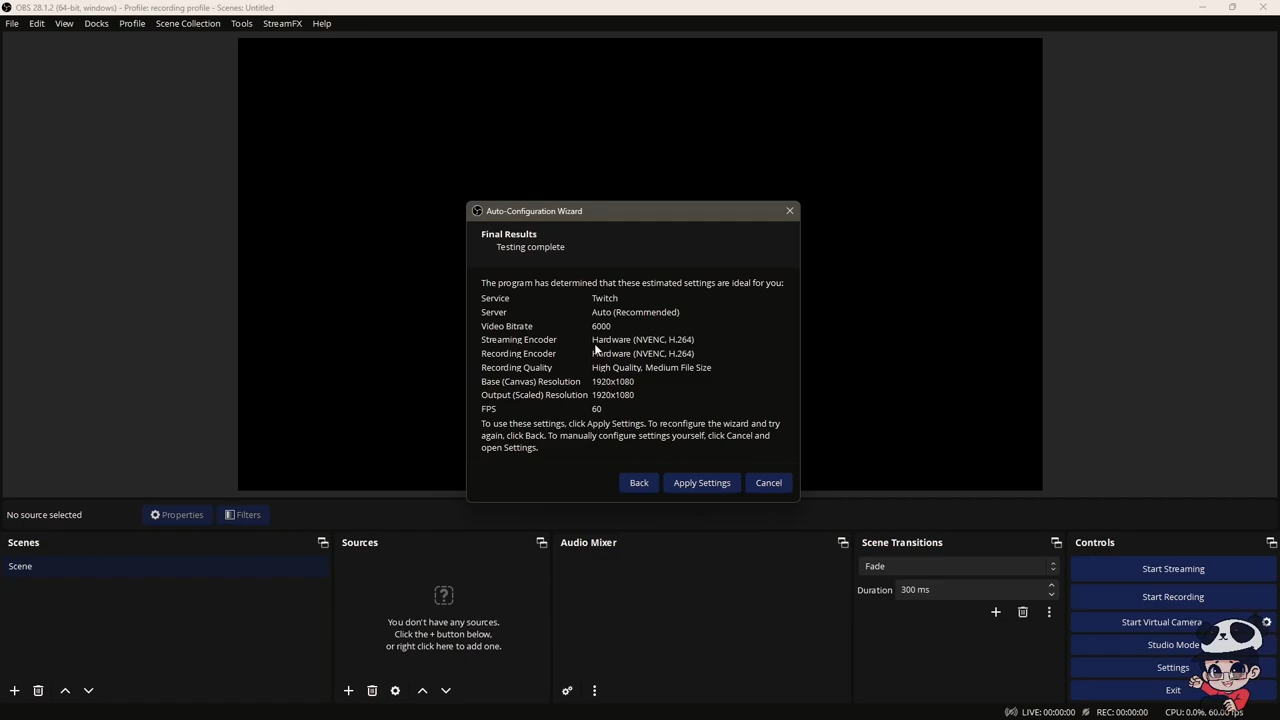 OBS 28.1.2 (64-bit, windows) - Profile: recording profile - Scenes: Untitled
File Edit View Docks Profile Scene Collection Tools StreamFX Help
Auto-Configuration Wizard
Final Results
Testing complete
The program has determined that these estimated settings are ideal for you:
Service Twitch
Server Auto (Recommended)
Video Bitrate 6000
Streaming Encoder Hardware (NVENC, H.264)
Recording Encoder Hardware (NVENC, H.264)
Recording Quality High Quality, Medium File Size
Base (Canvas) Resolution 1920x1080
Output (Scaled) Resolution 1920x1080
FPS 60
To use these settings, click Apply Settings. To reconfigure the wizard and try
again, click Back. To manually configure settings yourself, click Cancel and
open Settings.
Back Apply Settings Cancel
No source selected Properties Filters
Scenes Sources Audio Mixer Scene Transitions Controls
Scene
You don't have any sources.
Click the + button below,
or right click here to add one.
Fade
Duration 300 ms
Start Streaming
Start Recording
Start Virtual Camera
Studio Mode
Settings
Exit
LIVE: 00:00:00 REC: 00:00:00 CPU: 0.0%, 60.00 fps